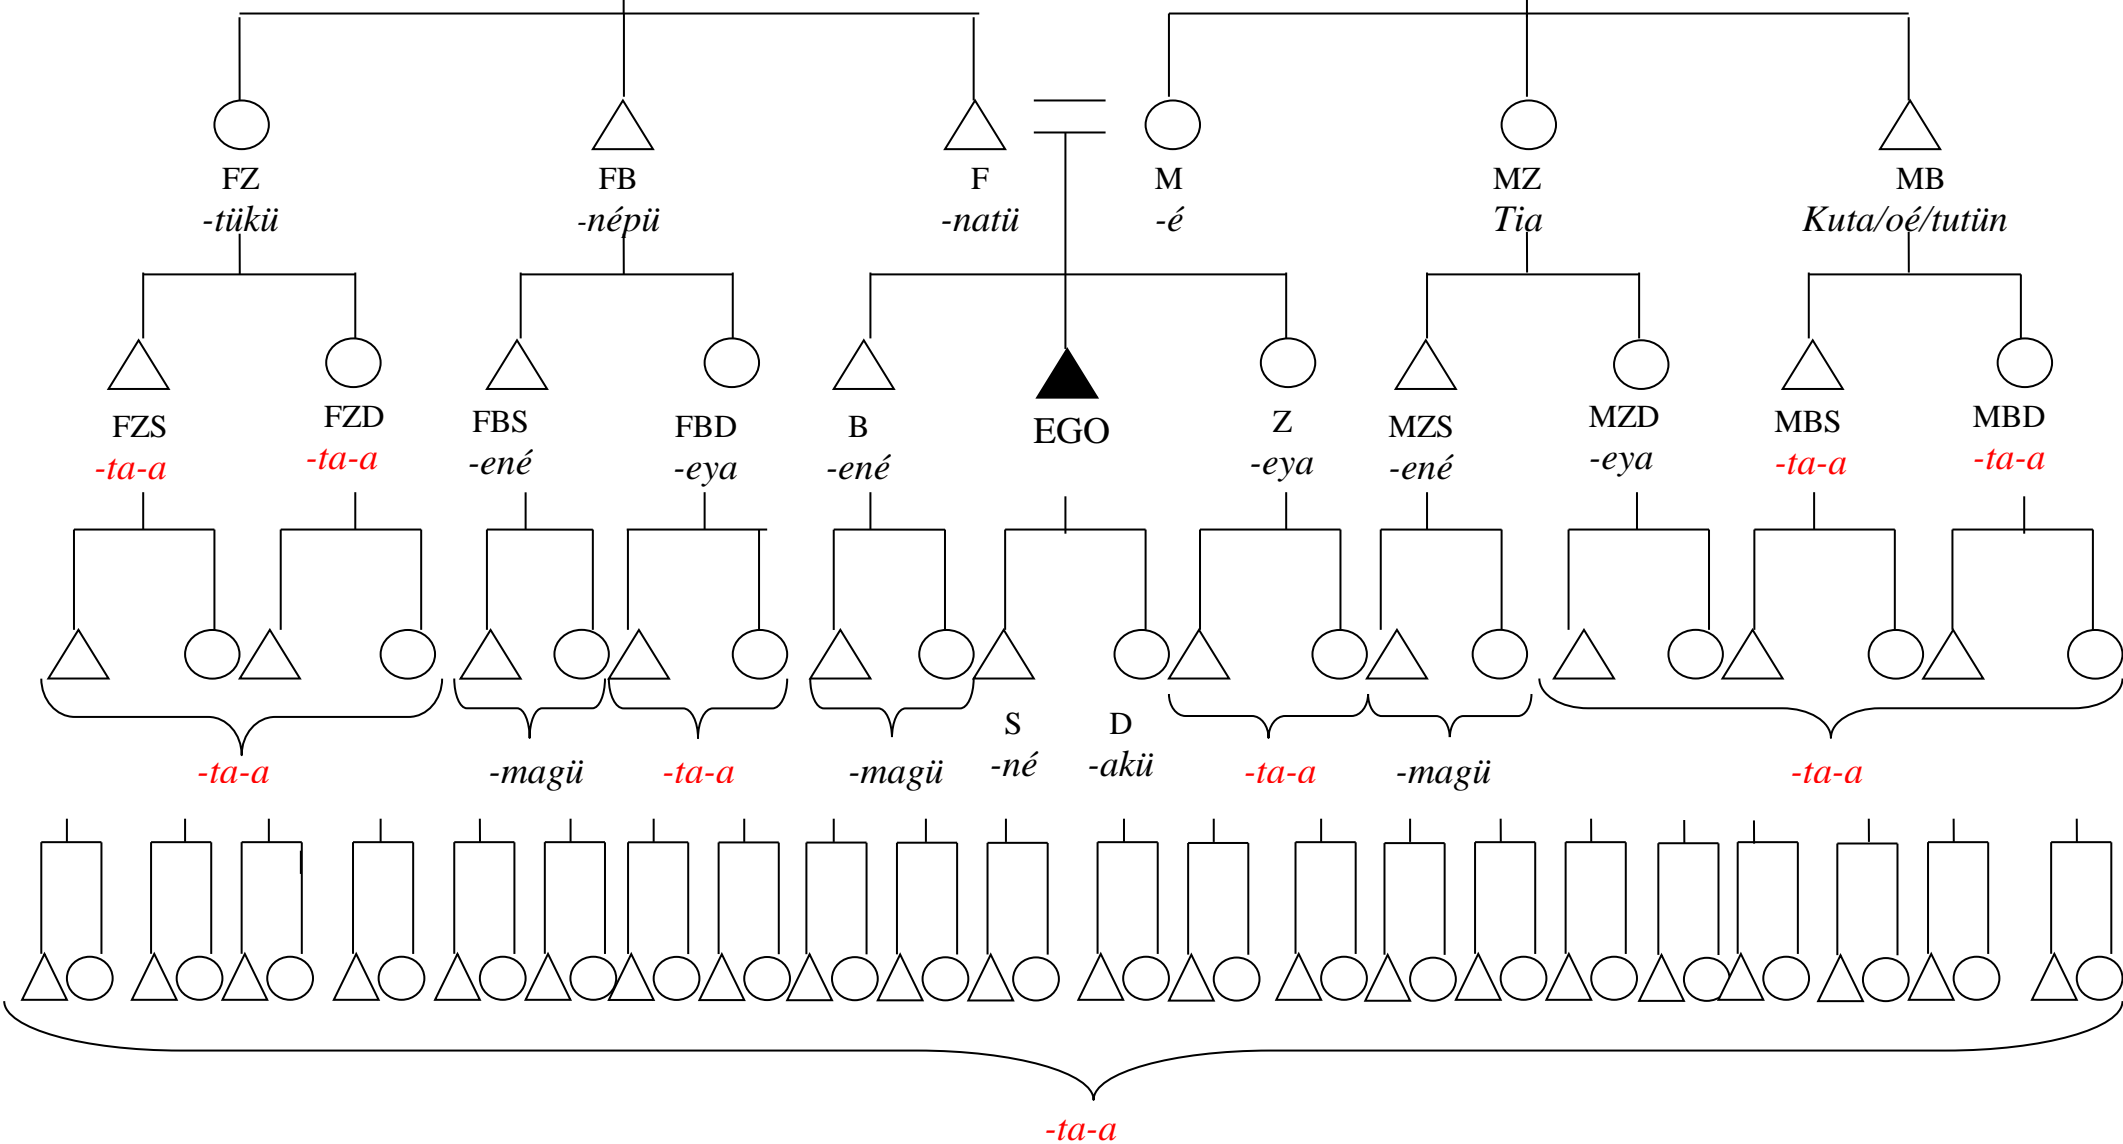 FZ FB F M MZ MB
-tükü -népü -natü -é Tia Kuta/oé/tutün
FZS FZD FBS FBD B EGO Z MZS MZD MBS MBD
-ta-a -ta-a -ené -eya -ené -eya -ené -eya -ta-a -ta-a
S D
-né -akü
-ta-a -magü -ta-a -magü -ta-a -magü -ta-a
-ta-a